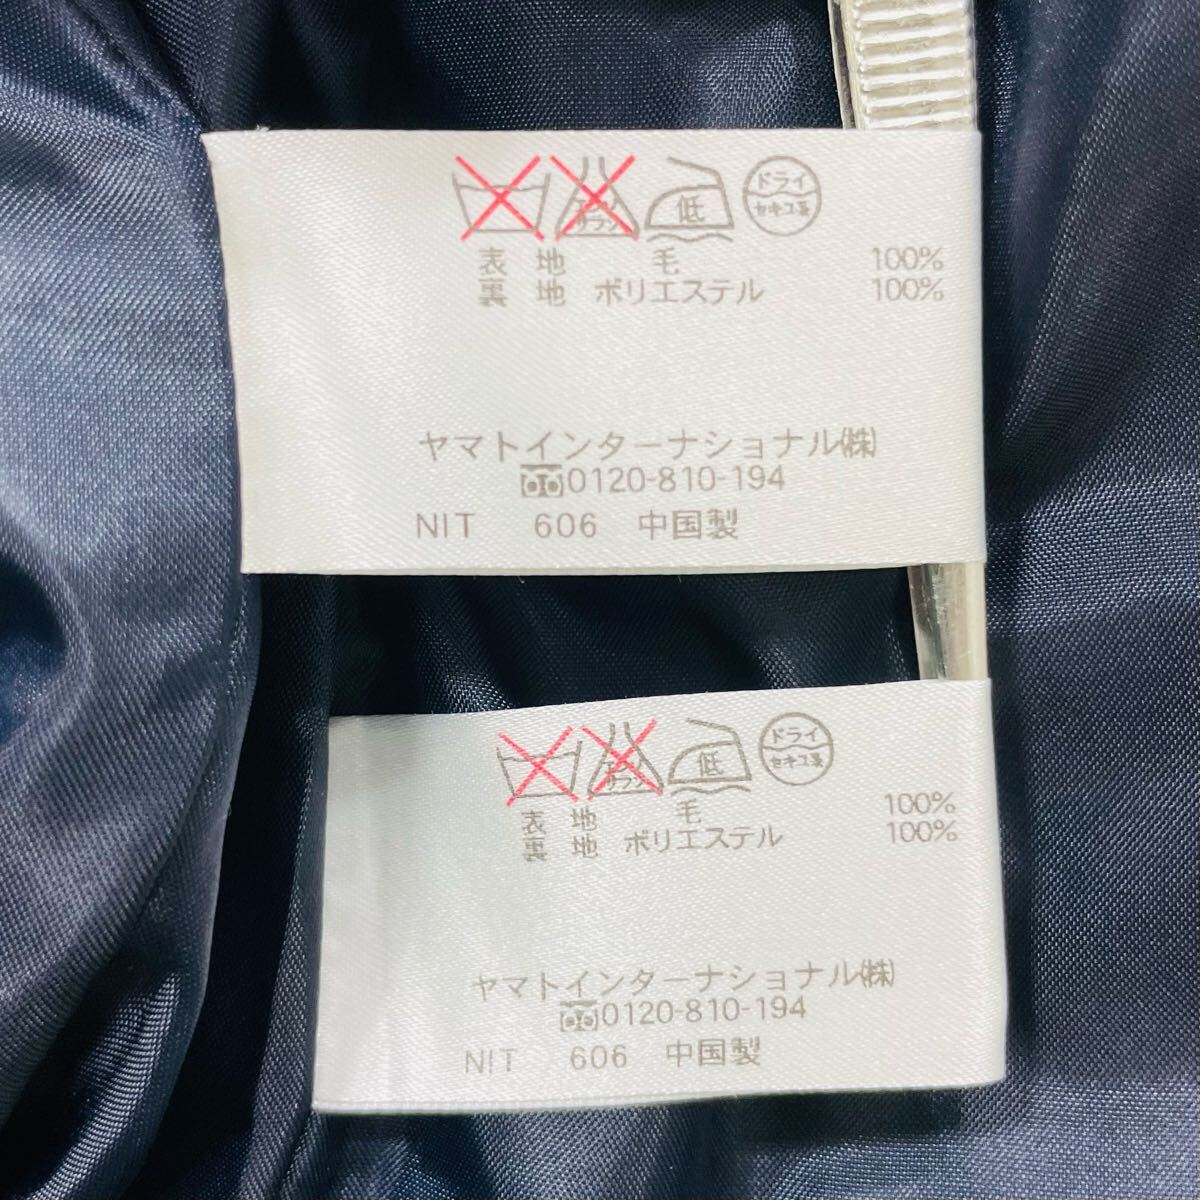 低 ドライ
セキユ系
表 地 毛 100%
裏 地 ポリエステル 100%
ヤマトインターナショナル㈱
0120-810-194
NIT 606 中国製
低 ドライ
セキユ系
表 地 毛 100%
裏 地 ポリエステル 100%
ヤマトインターナショナル㈱
0120-810-194
NIT 606 中国製